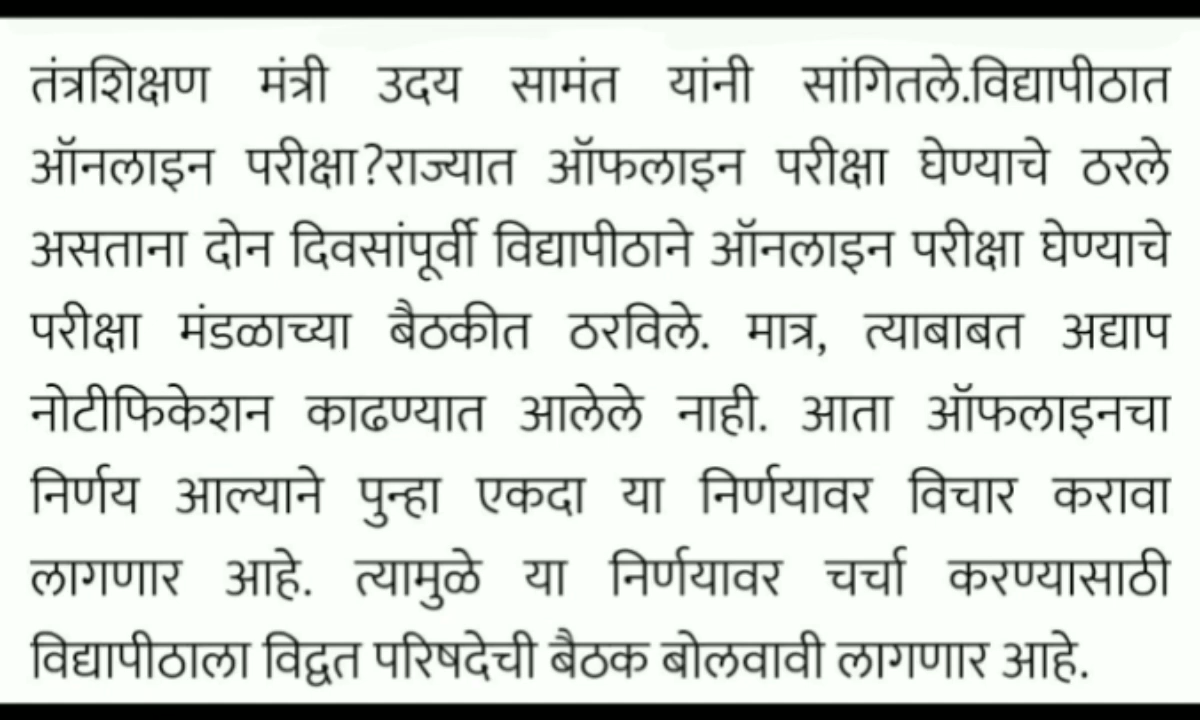 तंत्रशिक्षण मंत्री उदय सामंत यांनी सांगितले.विद्यापीठात
ऑनलाइन परीक्षा?राज्यात ऑफलाइन परीक्षा घेण्याचे ठरले
असताना दोन दिवसांपूर्वी विद्यापीठाने ऑनलाइन परीक्षा घेण्याचे
परीक्षा मंडळाच्या बैठकीत ठरविले. मात्र, त्याबाबत अद्याप
नोटीफिकेशन काढण्यात आलेले नाही. आता ऑफलाइनचा
निर्णय आल्याने पुन्हा एकदा या निर्णयावर विचार करावा
लागणार आहे. त्यामुळे या निर्णयावर चर्चा करण्यासाठी
विद्यापीठाला विद्वत परिषदेची बैठक बोलवावी लागणार आहे.